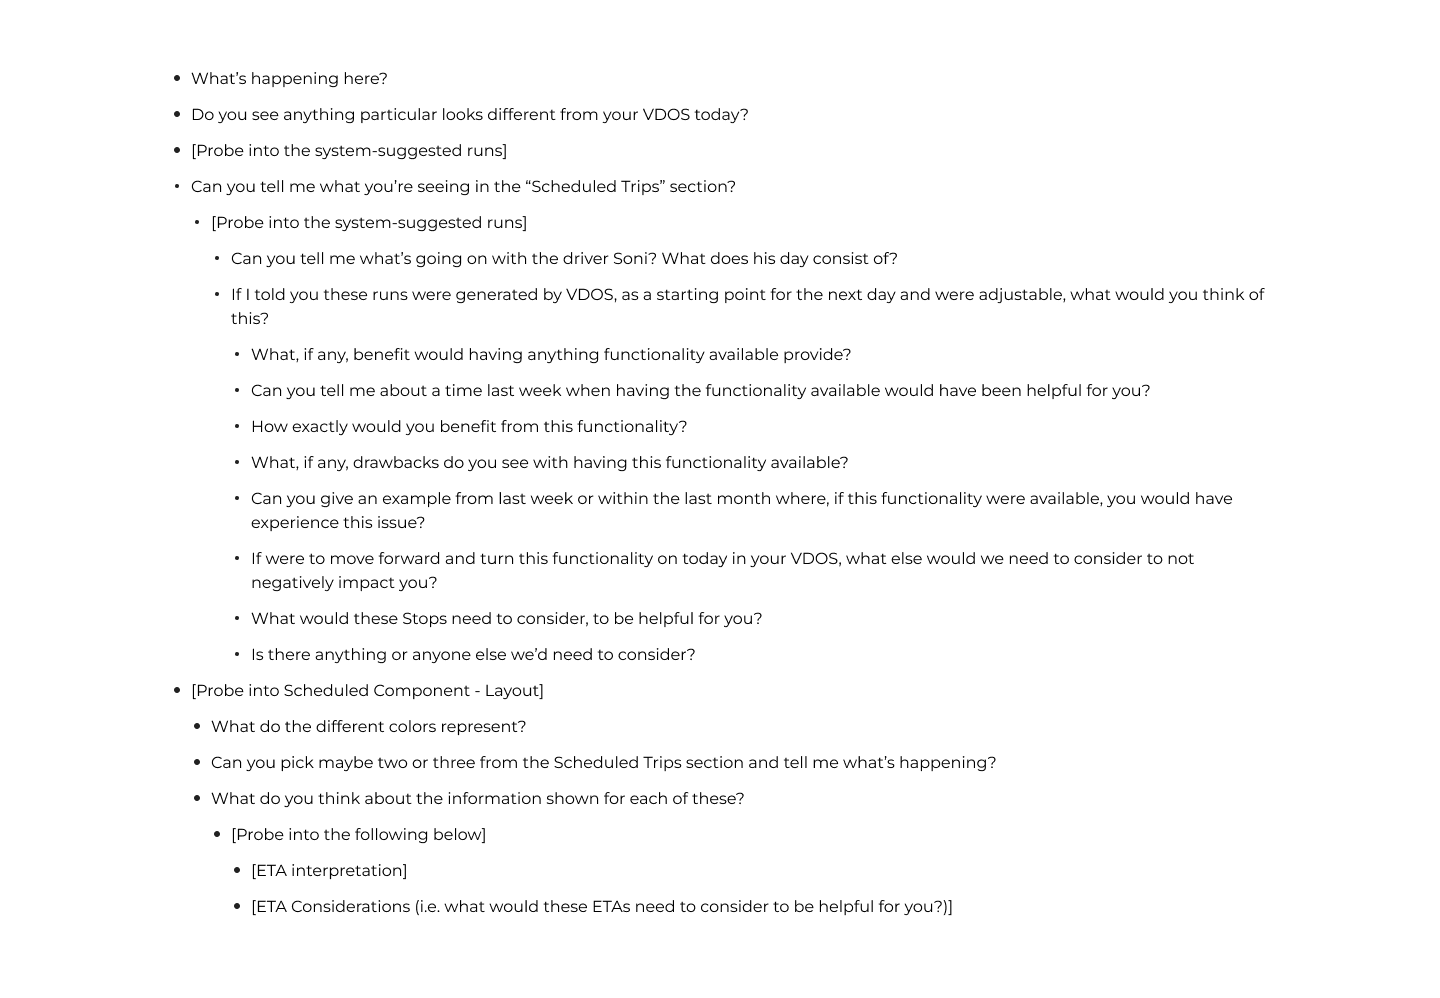 • What’s happening here?
• Do you see anything particular looks different from your VDOS today?
• [Probe into the system-suggested runs]
• Can you tell me what you’re seeing in the “Scheduled Trips” section?
• [Probe into the system-suggested runs]
• Can you tell me what’s going on with the driver Soni? What does his day consist of?
• If I told you these runs were generated by VDOS, as a starting point for the next day and were adjustable, what would you think of
this?
• What, if any, benefit would having anything functionality available provide?
• Can you tell me about a time last week when having the functionality available would have been helpful for you?
• How exactly would you benefit from this functionality?
• What, if any, drawbacks do you see with having this functionality available?
• Can you give an example from last week or within the last month where, if this functionality were available, you would have
experience this issue?
• If were to move forward and turn this functionality on today in your VDOS, what else would we need to consider to not
negatively impact you?
• What would these Stops need to consider, to be helpful for you?
• Is there anything or anyone else we’d need to consider?
• [Probe into Scheduled Component - Layout]
• What do the different colors represent?
• Can you pick maybe two or three from the Scheduled Trips section and tell me what’s happening?
• What do you think about the information shown for each of these?
• [Probe into the following below]
• [ETA interpretation]
• [ETA Considerations (i.e. what would these ETAs need to consider to be helpful for you?)]